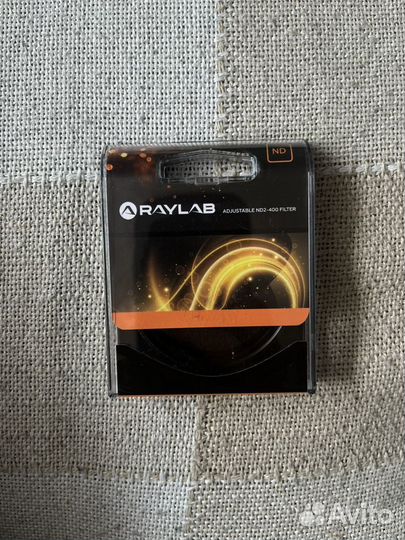 ND
RAYLAB
ADJUSTABLE ND2-400 FILTER
Avito